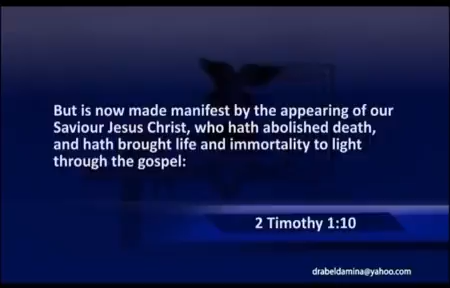 But is now made manifest by the appearing of our
Saviour Jesus Christ, who hath abolished death,
and hath brought life and immortality to light
through the gospel:
2 Timothy 1:10
drabeldamina@yahoo.com